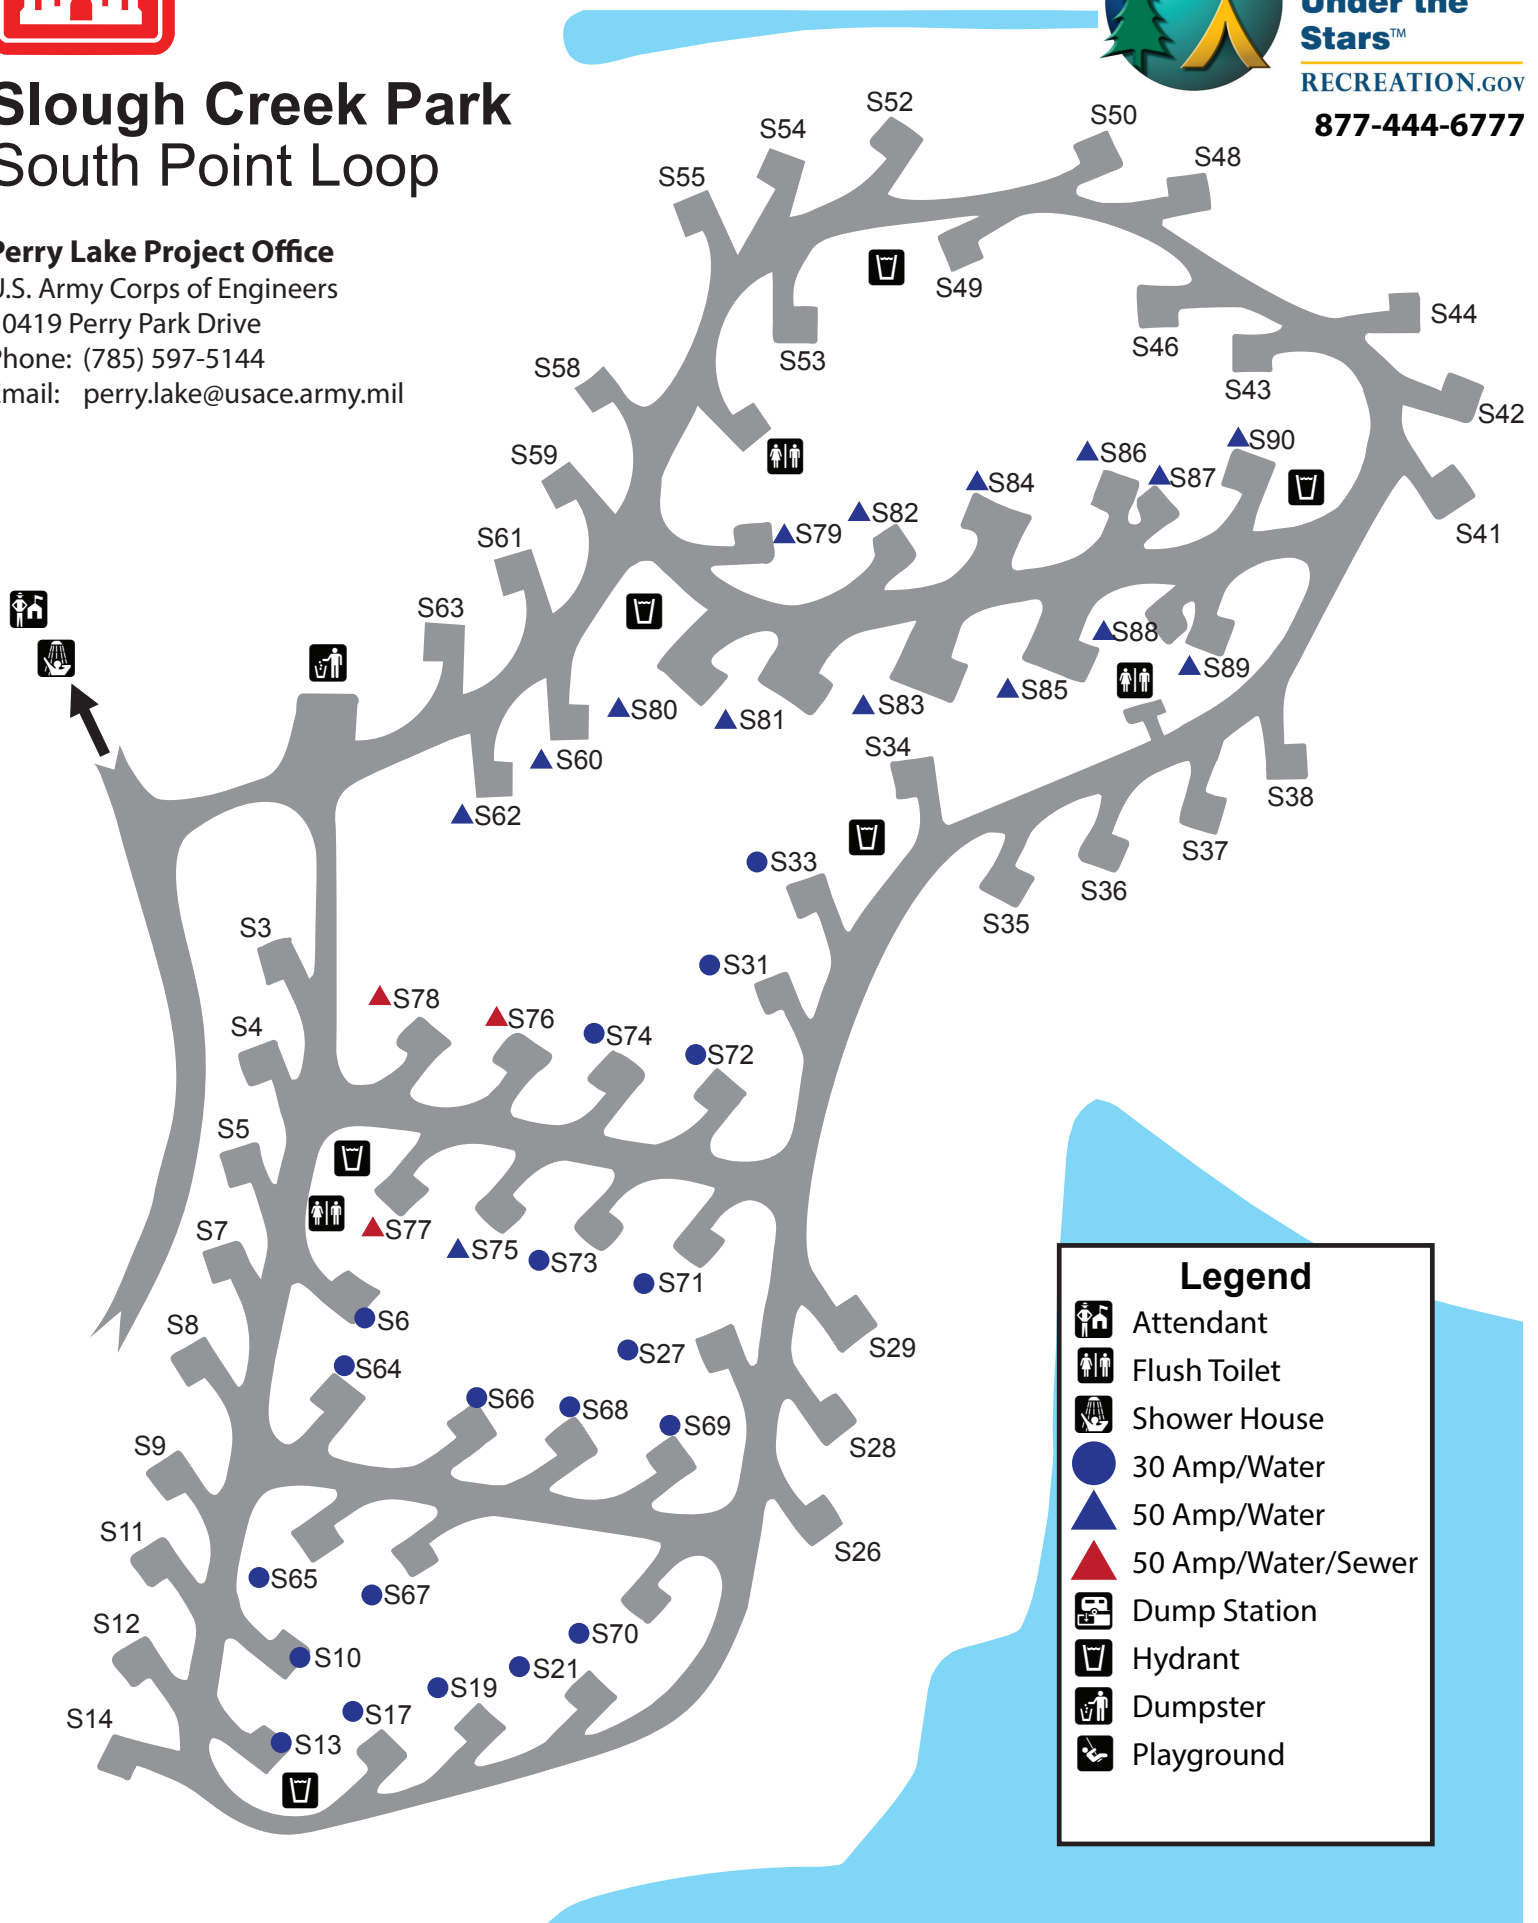 Under the
Stars™
RECREATION.GOV
877-444-6777
Slough Creek Park
South Point Loop
Perry Lake Project Office
U.S. Army Corps of Engineers
0419 Perry Park Drive
Phone: (785) 597-5144
Email: perry.lake@usace.army.mil
S52
S50
S54
S48
S55
S49
S44
S46
S53
S58
S43
S42
S90
S86
S59
S87
S84
S82
S79
S41
S61
S63
S88
S89
S85
S80
S83
S81
S34
S60
S38
S62
S37
S33
S36
S35
S3
S31
S78
S76
S4
S74
S72
S5
S7
S77
S75
S73
S71
S6
S8
S29
S27
S64
S66
S68
S69
S9
S28
S11
S26
S65
S67
S12
S70
S10
S21
S19
S17
S14
S13
Legend
Attendant
Flush Toilet
Shower House
30 Amp/Water
50 Amp/Water
50 Amp/Water/Sewer
Dump Station
Hydrant
Dumpster
Playground